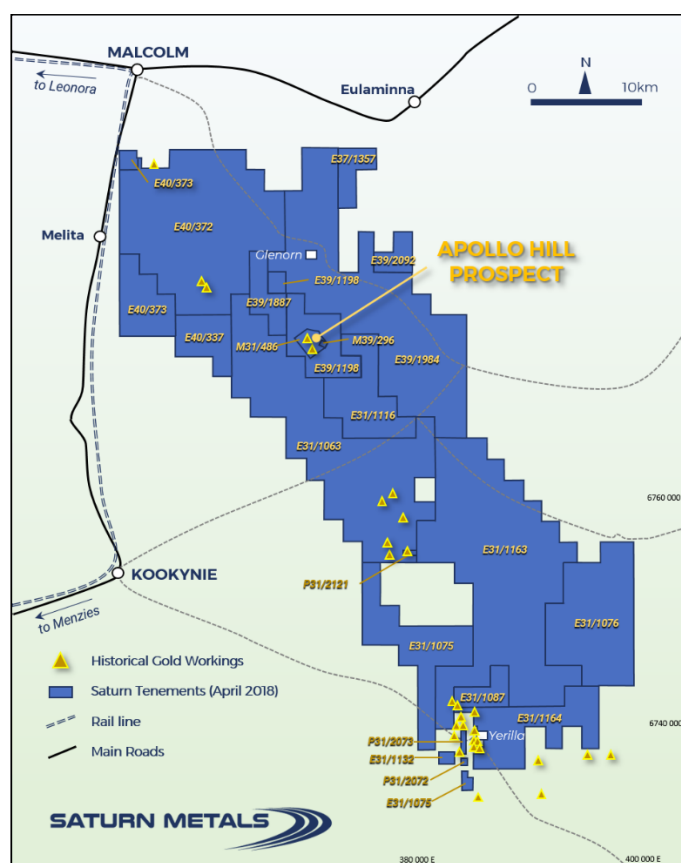 MALCOLM
to Leonora
Eulaminna
N
0 10km
E37/1357
E40/373
E40/372
Melita
Glenorn
E39/2092
APOLLO HILL
PROSPECT
E39/1198
E39/1887
E40/373
E40/337
M31/486
M39/296
E39/1984
E39/1198
E31/1116
E31/1063
6760 000
E31/1163
KOOKYNIE
P31/2121
to Menzies
E31/1076
E31/1075
Historical Gold Workings
Saturn Tenements (April 2018)
Rail line
Main Roads
E31/1087
E31/1164
6740 000
P31/2073
Yerilla
E31/1132
P31/2072
E31/1075
SATURN METALS
380 000 E
400 000 E